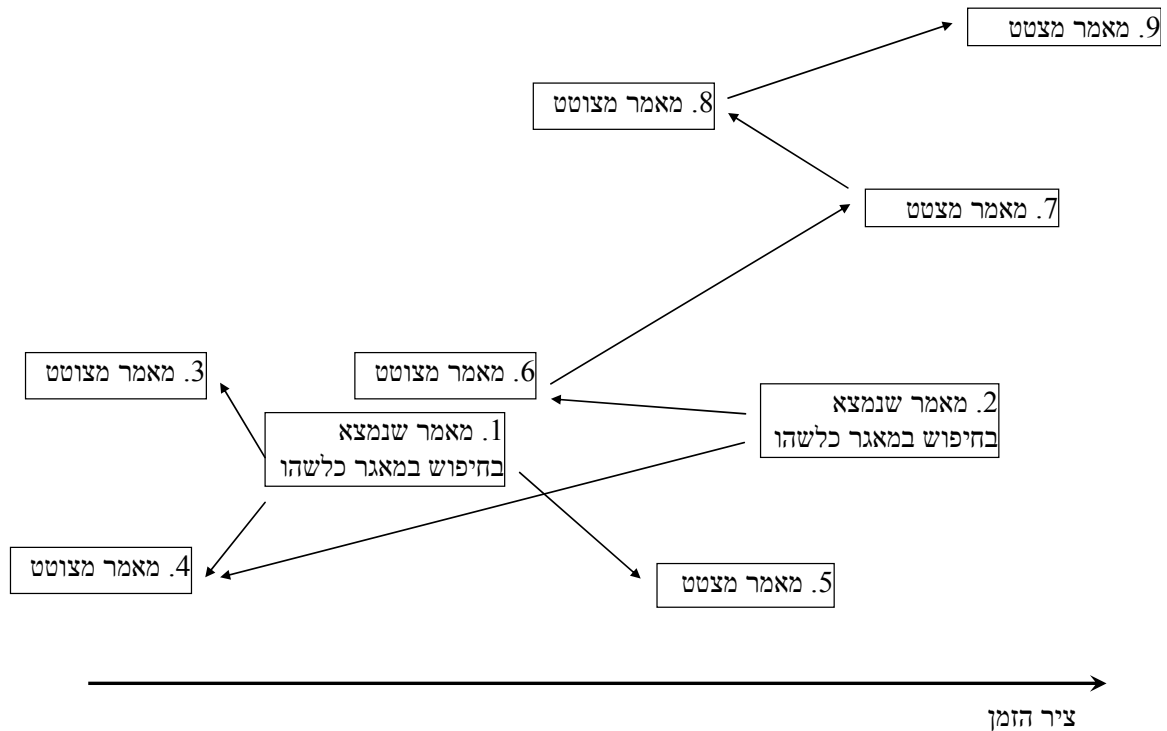 9. מאמר מצטט
8. מאמר מצוטט
7. מאמר מצטט
3. מאמר מצוטט
6. מאמר מצוטט
2. מאמר שנמצא
בחיפוש במאגר כלשהו
1. מאמר שנמצא
בחיפוש במאגר כלשהו
4. מאמר מצוטט
5. מאמר מצטט
ציר הזמן